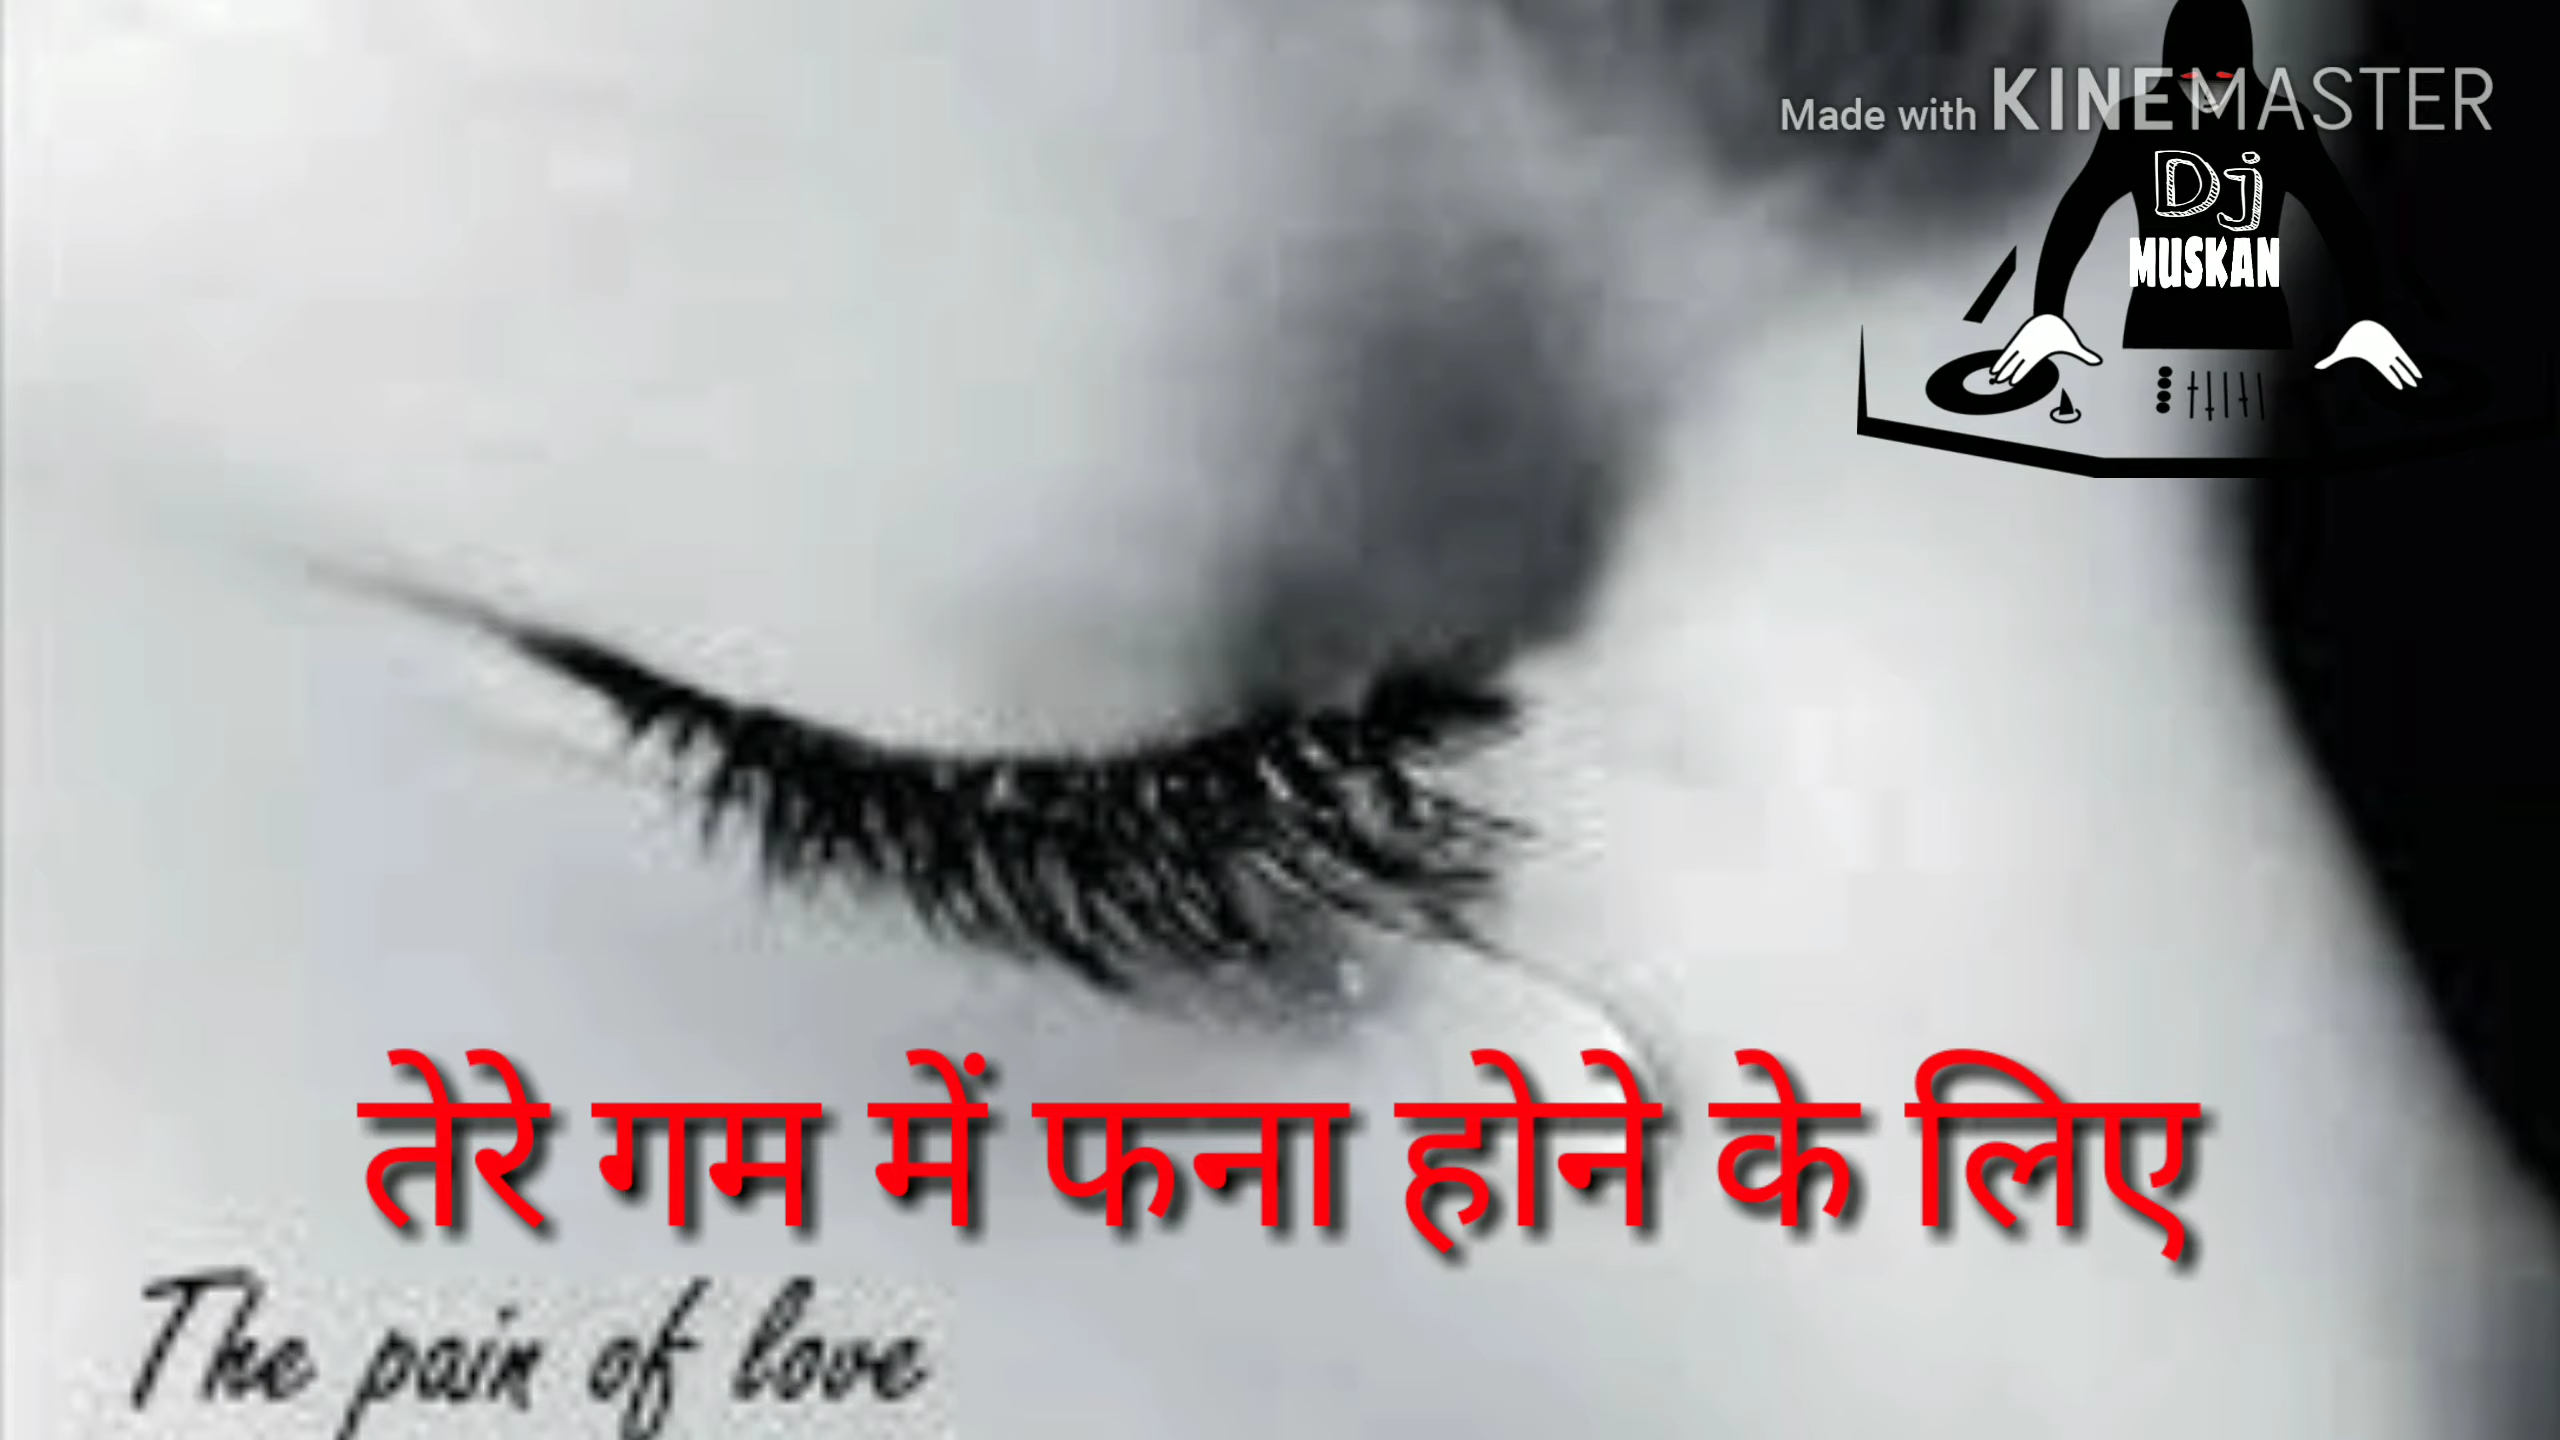 Made with KINEMASTER
Dj
MUSKAN
तेरे गम में फना होने के लिए
The pain of love